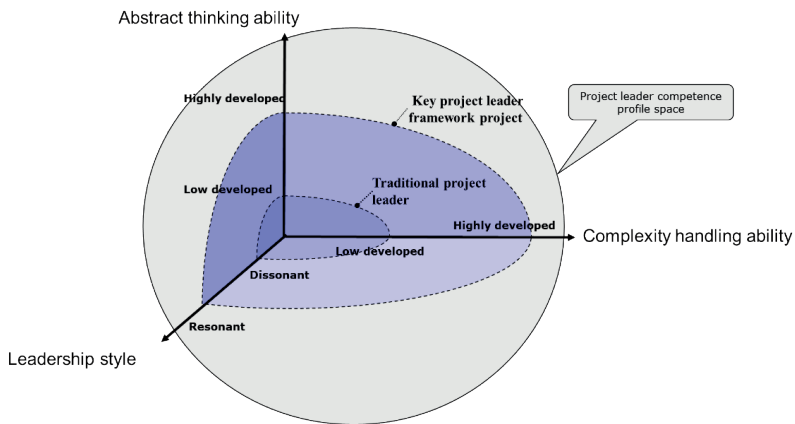 Abstract thinking ability
Highly developed
Key project leader
framework project
Project leader competence
profile space
Low developed
Traditional project
leader
Highly developed
Complexity handling ability
Low developed
Dissonant
Resonant
Leadership style